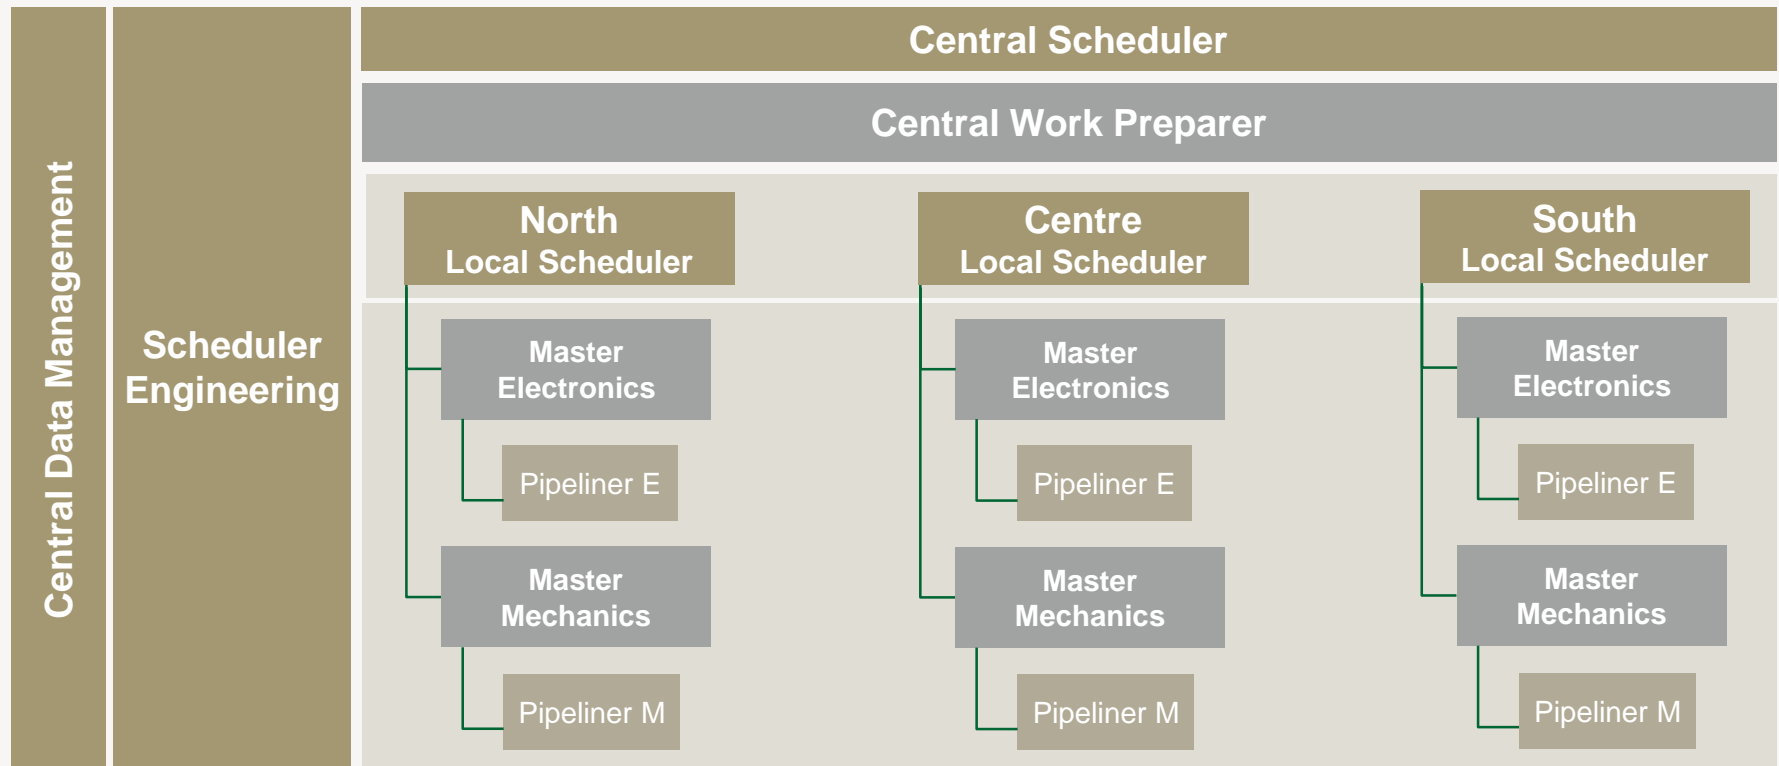 Central Data Management
Scheduler
Engineering
Central Scheduler
Central Work Preparer
North
Local Scheduler
Master
Electronics
Pipeliner E
Master
Mechanics
Pipeliner M
Centre
Local Scheduler
Master
Electronics
Pipeliner E
Master
Mechanics
Pipeliner M
South
Local Scheduler
Master
Electronics
Pipeliner E
Master
Mechanics
Pipeliner M